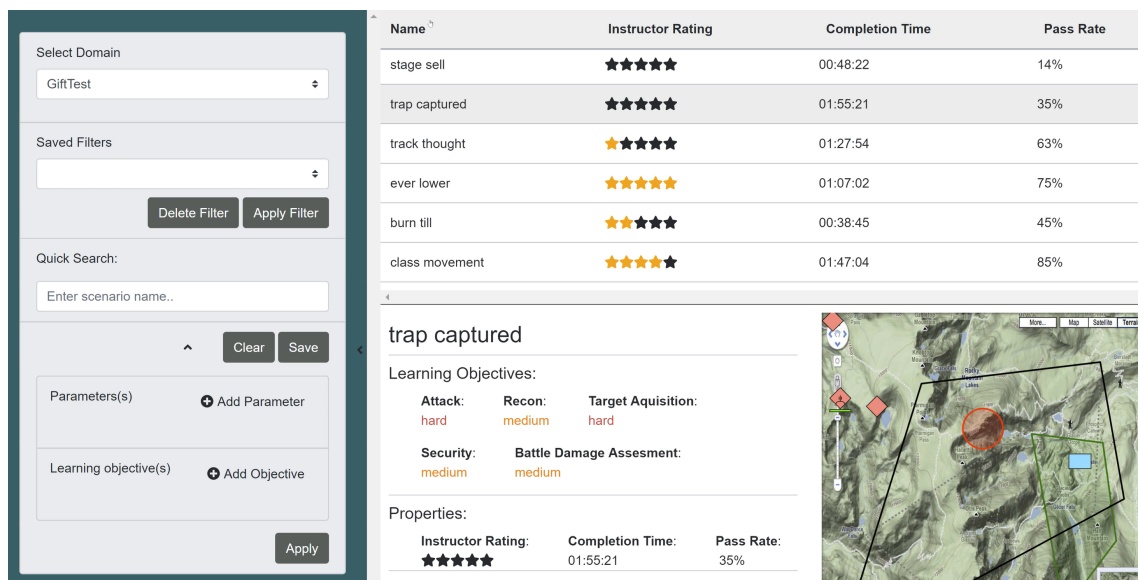 Select Domain
GiftTest
Saved Filters
Delete Filter Apply Filter
Quick Search:
Enter scenario name..
Clear Save
Parameters(s) Add Parameter
Learning objective(s) Add Objective
Apply
Name Instructor Rating Completion Time Pass Rate
stage sell 00:48:22 14%
trap captured 01:55:21 35%
track thought 01:27:54 63%
ever lower 01:07:02 75%
burn till 00:38:45 45%
class movement 01:47:04 85%
trap captured
Learning Objectives:
Attack: Recon: Target Aquisition:
hard medium hard
Security: Battle Damage Assesment:
medium medium
Properties:
Instructor Rating: Completion Time: Pass Rate:
01:55:21 35%
More... Map Satellite Terrai
Rocky
Mountain
Lakes